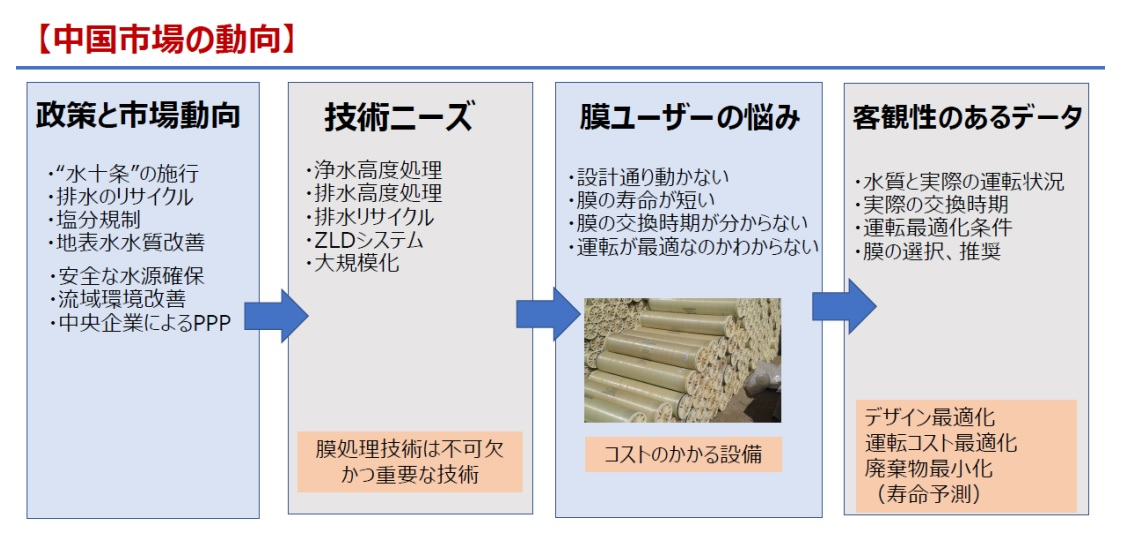 【中国市場の動向】
政策と市場動向
・“水十条”の施行
・排水のリサイクル
・塩分規制
・地表水水質改善
・安全な水源確保
・流域環境改善
・中央企業によるPPP
技術ニーズ
・浄水高度処理
・排水高度処理
・排水リサイクル
・ZLDシステム
・大規模化
膜処理技術は不可欠
かつ重要な技術
膜ユーザーの悩み
・設計通り動かない
・膜の寿命が短い
・膜の交換時期が分からない
・運転が最適なのかわからない
コストのかかる設備
客観性のあるデータ
・水質と実際の運転状況
・実際の交換時期
・運転最適化条件
・膜の選択、推奨
デザイン最適化
運転コスト最適化
廃棄物最小化
（寿命予測）